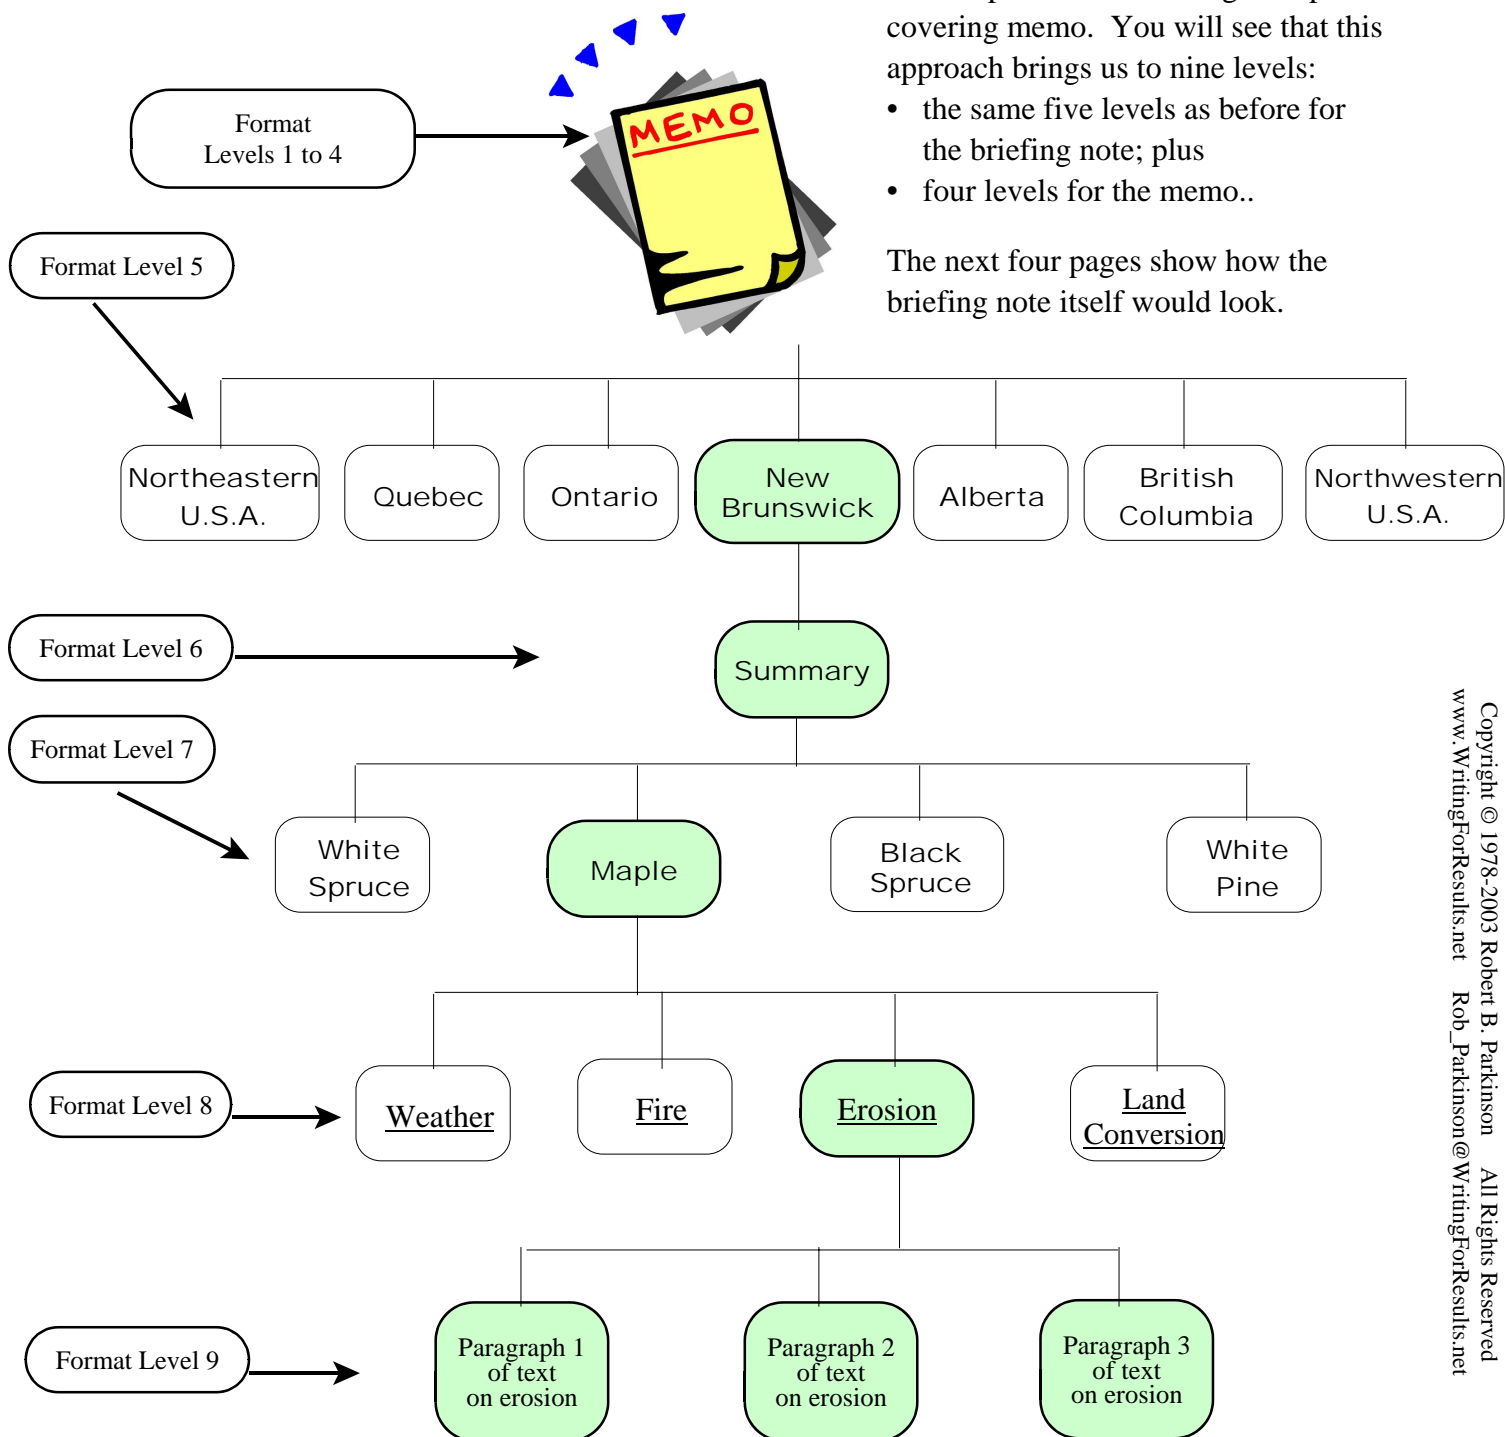 covering memo. You will see that this
approach brings us to nine levels:
• the same five levels as before for
the briefing note; plus
• four levels for the memo..
The next four pages show how the
briefing note itself would look.
Format
Levels 1 to 4
MEMO
Format Level 5
Northeastern
U.S.A.
Quebec
Ontario
New
Brunswick
Alberta
British
Columbia
Northwestern
U.S.A.
Format Level 6
Summary
Format Level 7
White
Spruce
Maple
Black
Spruce
White
Pine
Format Level 8
Weather
Fire
Erosion
Land
Conversion
Format Level 9
Paragraph 1
of text
on erosion
Paragraph 2
of text
on erosion
Paragraph 3
of text
on erosion
Copyright © 1978-2003 Robert B. Parkinson All Rights Reserved
www.WritingForResults.net Rob_Parkinson@WritingForResults.net